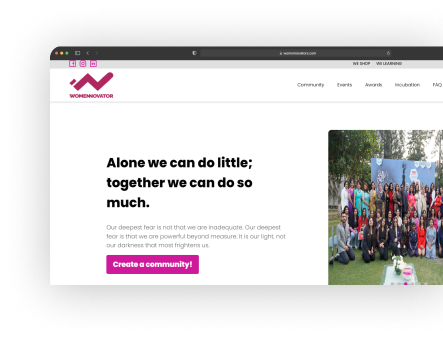 womennovators.com
WE SHOP WE LEARNING
WOMENNOVATOR
Community Events Awards Incubation FAQ
Alone we can do little;
together we can do so
much.
Our deepest fear is not that we are inadequate. Our deepest
fear is that we are powerful beyond measure. It is our light, not
our darkness that most frightens us.
Create a community!